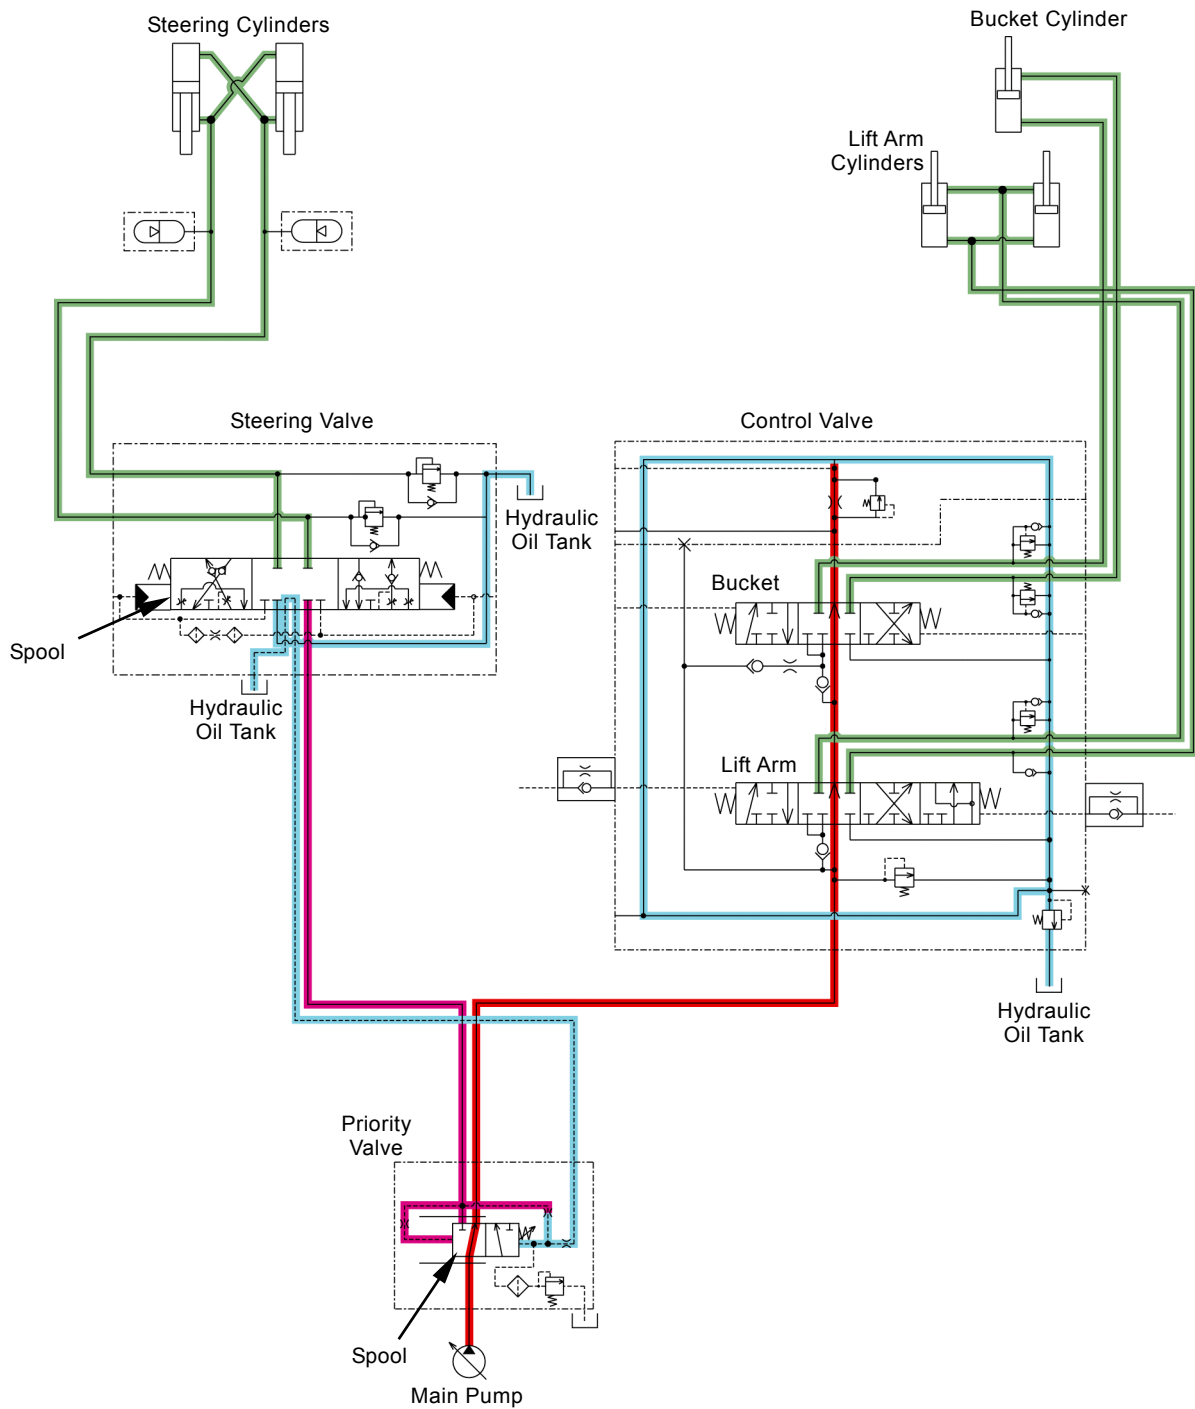 Steering Cylinders
Bucket Cylinder
Lift Arm
Cylinders
Steering Valve
Control Valve
Hydraulic
Oil Tank
Bucket
Spool
Hydraulic
Oil Tank
Lift Arm
Hydraulic
Oil Tank
Priority
Valve
Spool
Main Pump